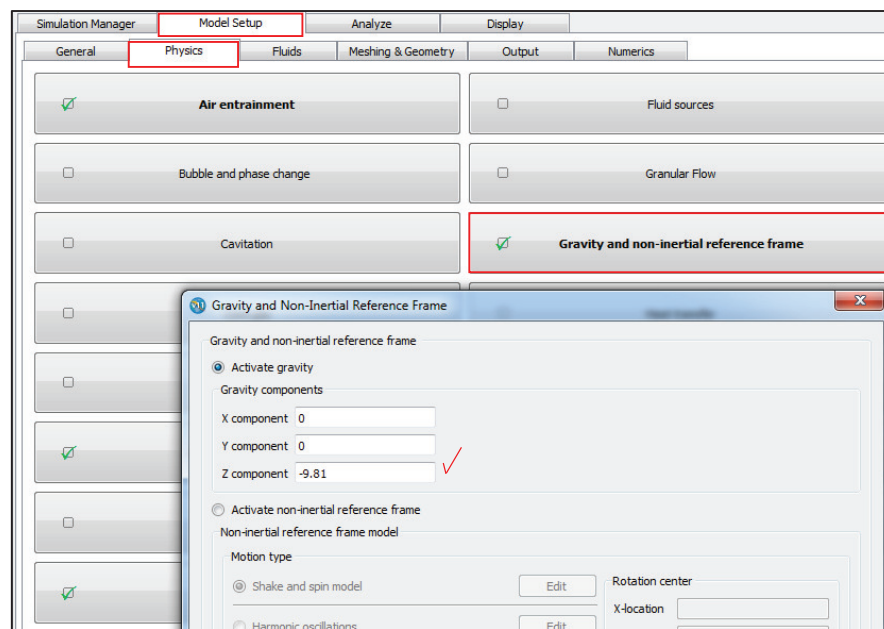 Simulation Manager Model Setup Analyze Display
General Physics Fluids Meshing & Geometry Output Numerics
Air entrainment Fluid sources
Bubble and phase change Granular Flow
Cavitation Gravity and non-inertial reference frame
Gravity and Non-Inertial Reference Frame
Gravity and non-inertial reference frame
Activate gravity
Gravity components
X component 0
Y component 0
Z component -9.81
Activate non-inertial reference frame
Non-inertial reference frame model
Motion type
Shake and spin model Edit Rotation center
X-location
Harmonic oscillations Edit